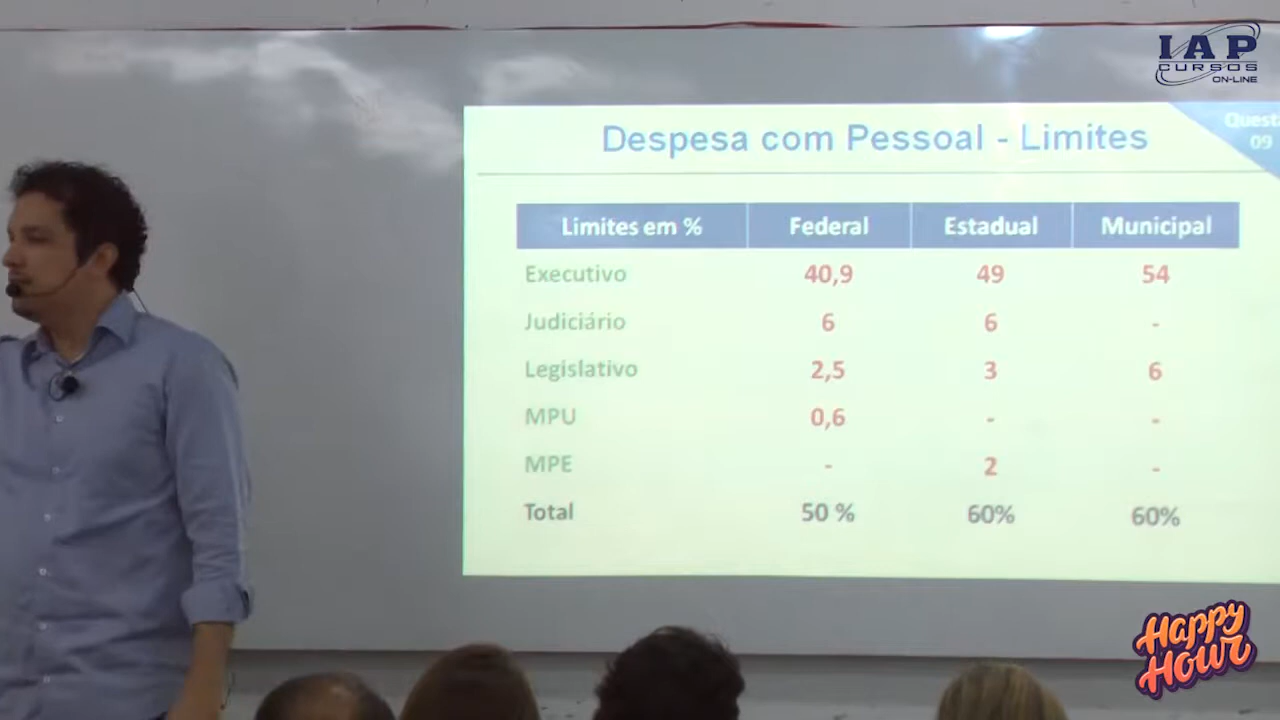 IAP
CURSOS
ON-LINE
Despesa com Pessoal - Limites
09
Limites em % Federal Estadual Municipal
Executivo 40,9 49 54
Judiciário 6 6 -
Legislativo 2,5 3 6
MPU 0,6 - -
MPE - 2 -
Total 50 % 60% 60%
Happy
Hour